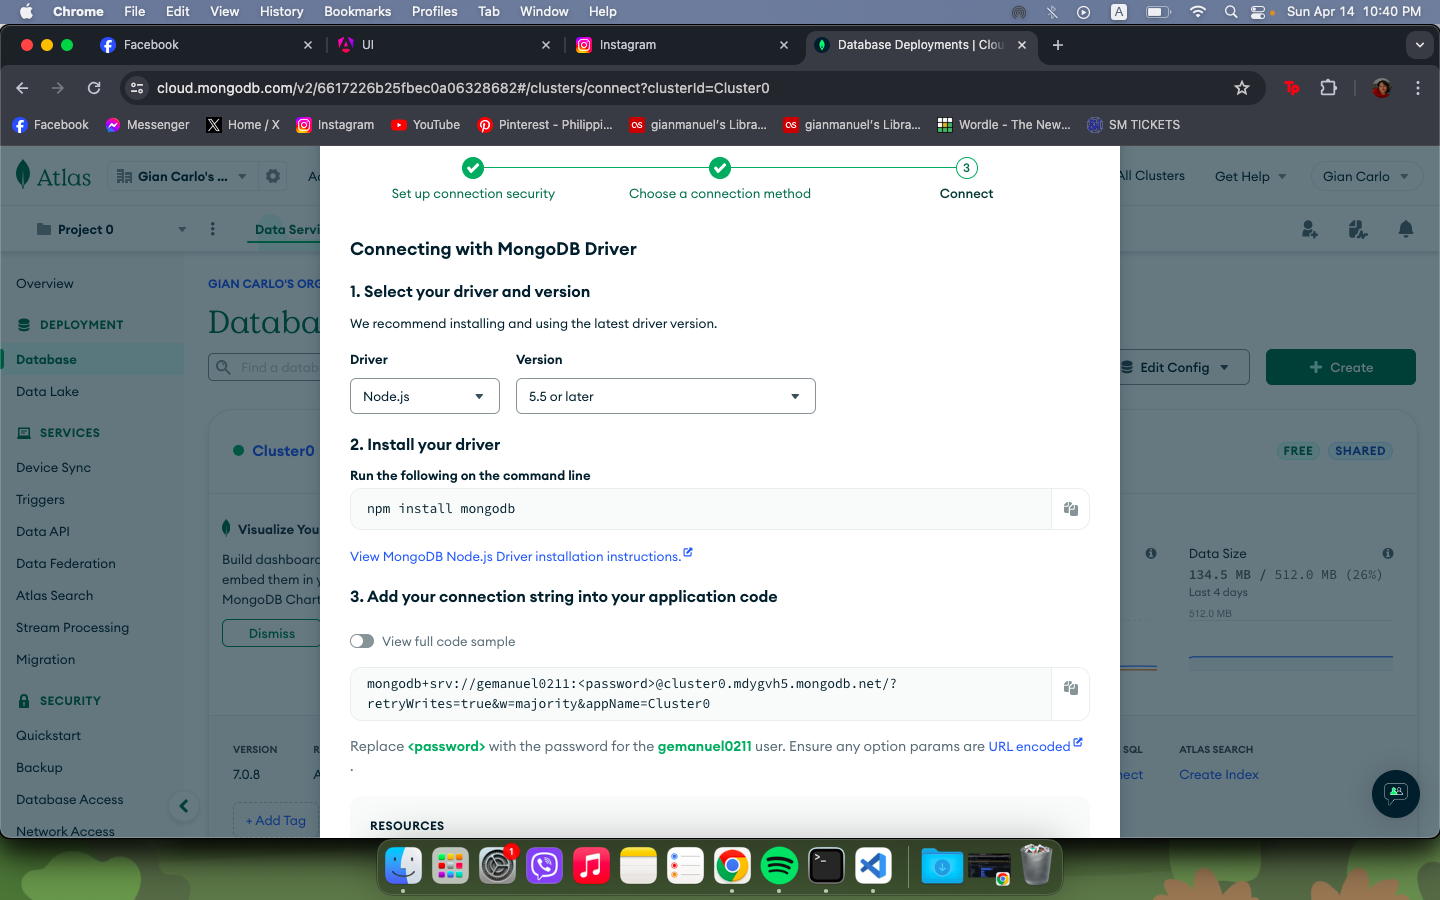 Chrome File Edit View History Bookmarks Profiles Tab Window Help A Sun Apr 14 10:40 PM
Facebook UI Instagram Database Deployments | Clou
cloud.mongodb.com/v2/6617226b25fbec0a06328682#/clusters/connect?clusterId=Cluster0 Tp
Facebook Messenger Home / X Instagram YouTube Pinterest - Philippi... gianmanuel's Libra... gianmanuel's Libra... Wordle - The New... SM TICKETS
Atlas Gian Carlo's ... All Clusters Get Help Gian Carlo
Project 0 Data Servi
Overview
DEPLOYMENT
Database
Data Lake
SERVICES
Device Sync
Triggers
Data API
Data Federation
Atlas Search
Stream Processing
Migration
SECURITY
Quickstart
Backup
Database Access
Network Access
GIAN CARLO'S ORG
Databa
Find a datab
Edit Config
+ Create
Cluster0
FREE SHARED
Visualize You
Build dashboard
embed them in y
MongoDB Chart
Dismiss
Data Size
134.5 MB / 512.0 MB (26%)
Last 4 days
512.0 MB
VERSION R
7.0.8 A
+ Add Tag
SQL
nect
ATLAS SEARCH
Create Index
3
Set up connection security Choose a connection method Connect
Connecting with MongoDB Driver
1. Select your driver and version
We recommend installing and using the latest driver version.
Driver Version
Node.js 5.5 or later
2. Install your driver
Run the following on the command line
npm install mongodb
View MongoDB Node.js Driver installation instructions.
3. Add your connection string into your application code
View full code sample
mongodb+srv://gemanuel0211:<password>@cluster0.mdygvh5.mongodb.net/?
retryWrites=true&w=majority&appName=Cluster0
Replace <password> with the password for the gemanuel0211 user. Ensure any option params are URL encoded
.
RESOURCES
1